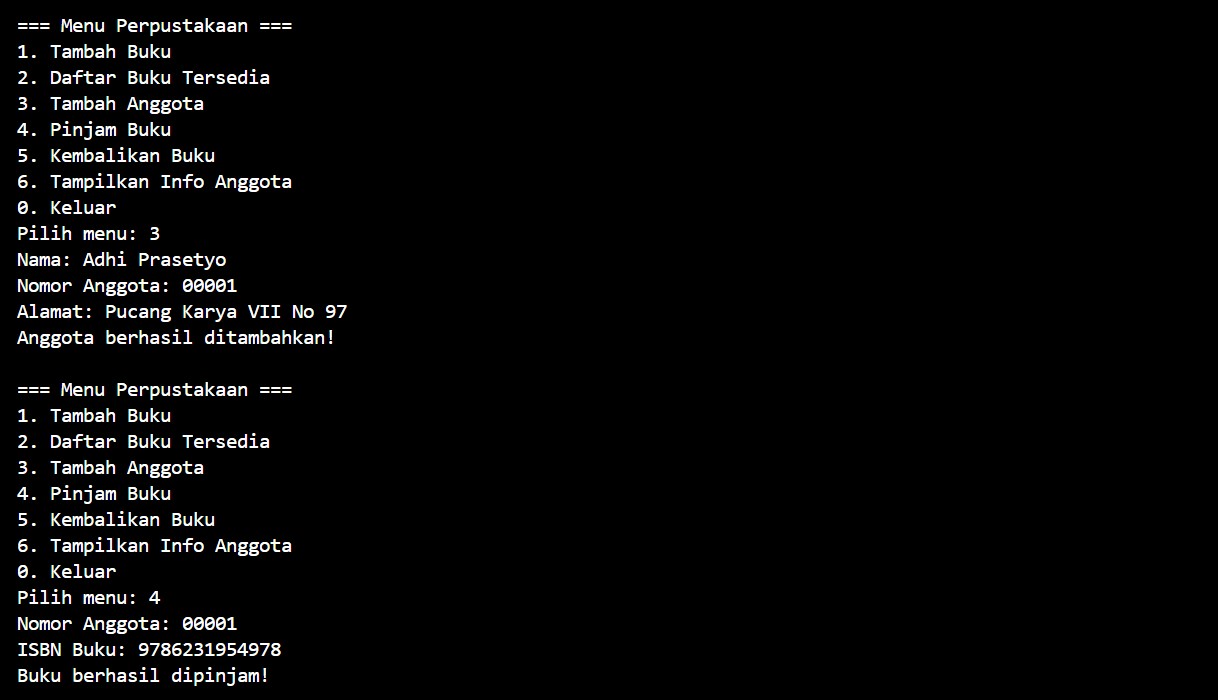 === Menu Perpustakaan ===
1. Tambah Buku
2. Daftar Buku Tersedia
3. Tambah Anggota
4. Pinjam Buku
5. Kembalikan Buku
6. Tampilkan Info Anggota
0. Keluar
Pilih menu: 3
Nama: Adhi Prasetyo
Nomor Anggota: 00001
Alamat: Pucang Karya VII No 97
Anggota berhasil ditambahkan!

=== Menu Perpustakaan ===
1. Tambah Buku
2. Daftar Buku Tersedia
3. Tambah Anggota
4. Pinjam Buku
5. Kembalikan Buku
6. Tampilkan Info Anggota
0. Keluar
Pilih menu: 4
Nomor Anggota: 00001
ISBN Buku: 9786231954978
Buku berhasil dipinjam!